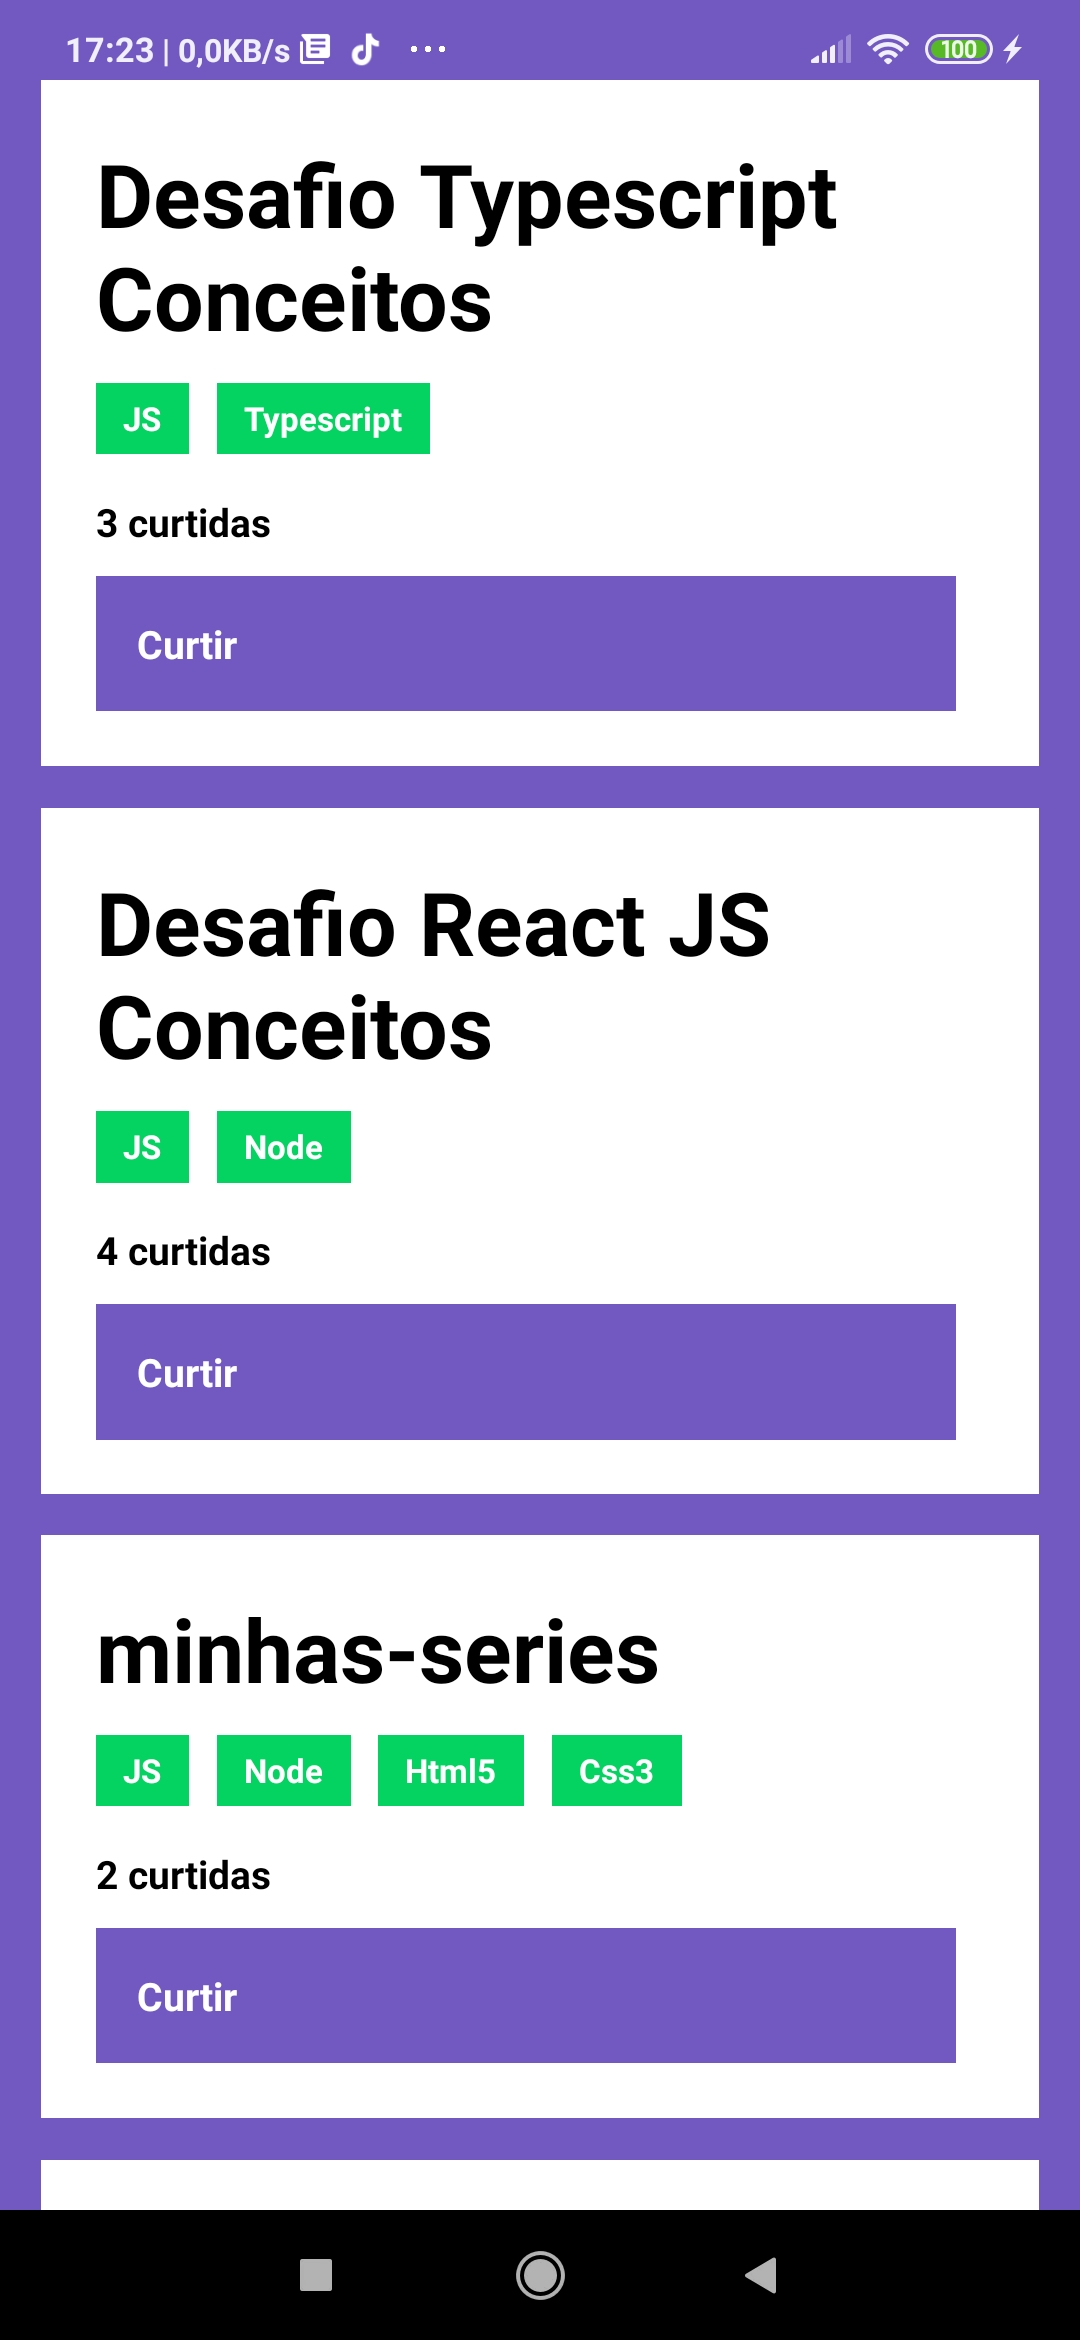 17:23 | 0,0KB/s
100
Desafio Typescript
Conceitos
JS Typescript
3 curtidas
Curtir
Desafio React JS
Conceitos
JS Node
4 curtidas
Curtir
minhas-series
JS Node Html5 Css3
2 curtidas
Curtir